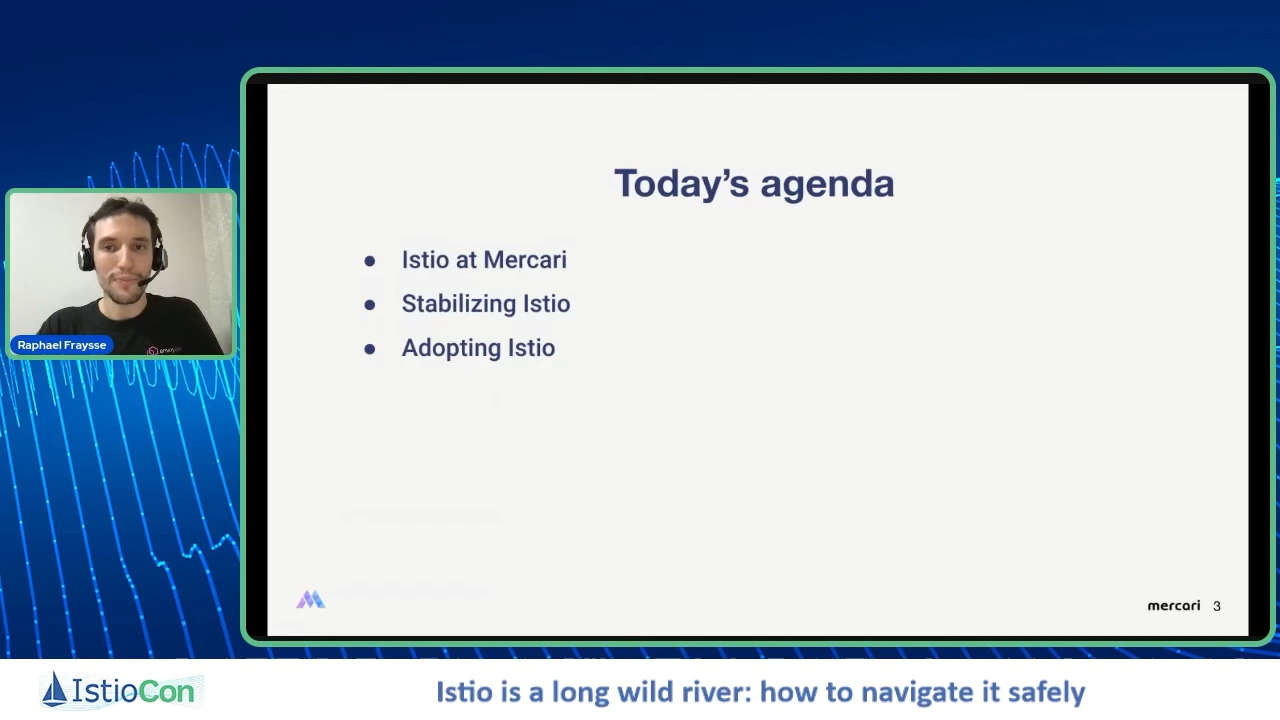 Today's agenda
● Istio at Mercari
● Stabilizing Istio
● Adopting Istio
mercari 3
Raphael Fraysse
IstioCon
Istio is a long wild river: how to navigate it safely